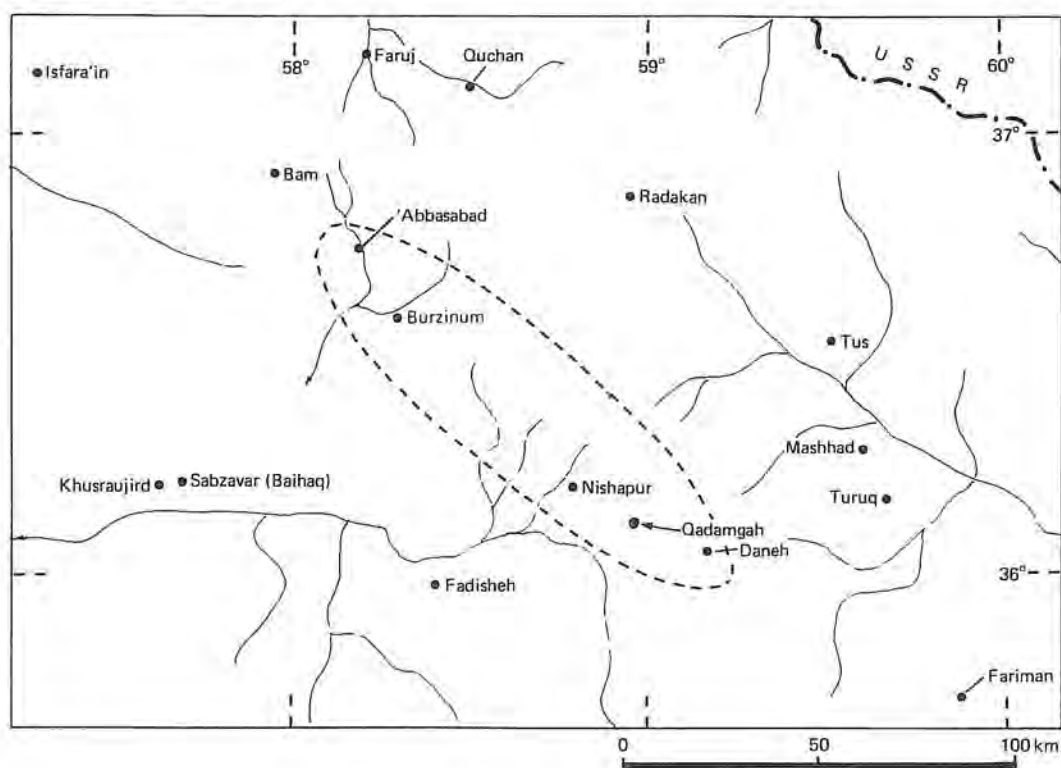 58°
Faruj
Quchan
59°
USSR
60°
Isfara'in
37°
Bam
Radakan
'Abbasabad
Burzinum
Tus
Mashhad
Khusraujird
Sabzavar (Baihaq)
Nishapur
Turuq
Qadamgah
Daneh
Fadisheh
36°
Fariman
0 50 100 km